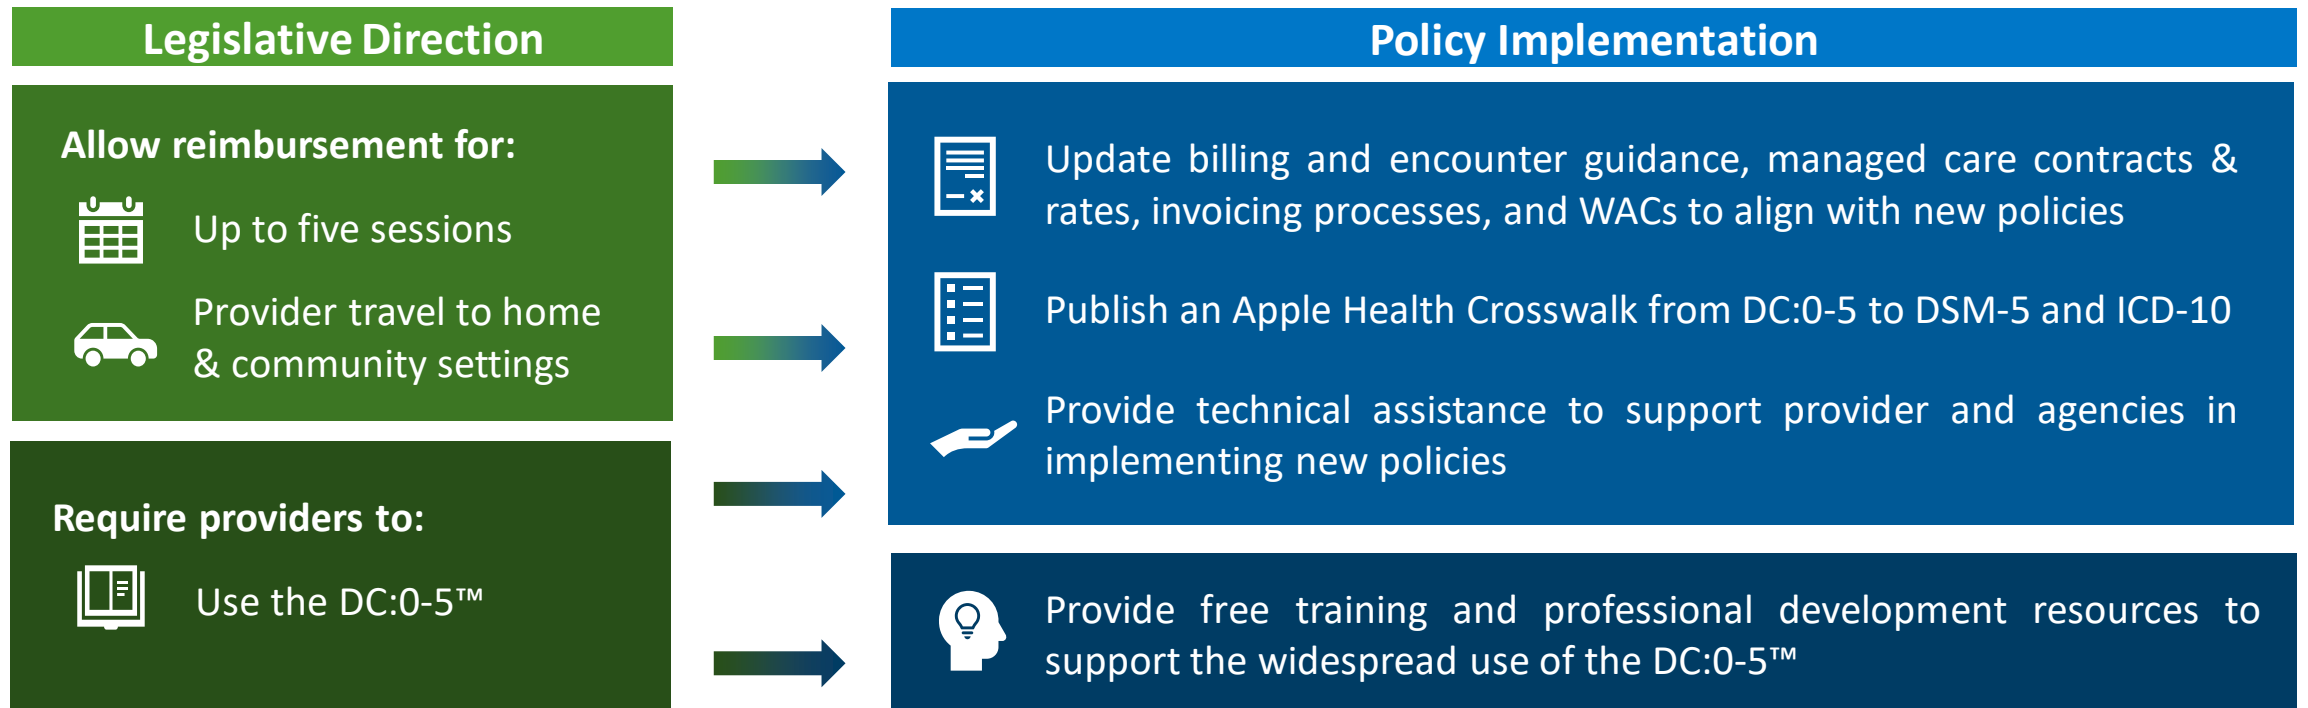 Legislative Direction
Allow reimbursement for:
Up to five sessions
Provider travel to home
& community settings
Require providers to:
Use the DC:0-5™
Policy Implementation
Update billing and encounter guidance, managed care contracts &
rates, invoicing processes, and WACs to align with new policies
Publish an Apple Health Crosswalk from DC:0-5 to DSM-5 and ICD-10
Provide technical assistance to support provider and agencies in
implementing new policies
Provide free training and professional development resources to
support the widespread use of the DC:0-5™